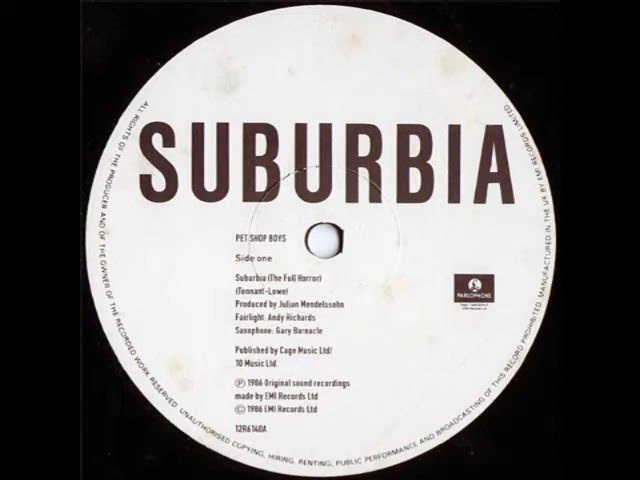 SUBURBIA
PET SHOP BOYS
Side one
Suburbia (The Full Horror)
(Tennant-Lowe)
Produced by Julian Mendelssohn
Fairlight: Andy Richards
Saxophone: Gary Barnacle
Published by Cage Music Ltd/
10 Music Ltd.
Ⓟ 1986 Original sound recordings
made by EMI Records Ltd
© 1986 EMI Records Ltd
12R6140A
PARLOPHONE
ALL RIGHTS OF THE PRODUCER AND OF THE OWNER OF THE RECORDED WORK RESERVED. UNAUTHORISED COPYING, HIRING, RENTING, PUBLIC PERFORMANCE AND BROADCASTING OF THIS RECORD PROHIBITED. MANUFACTURED IN THE UK BY EMI RECORDS LIMITED